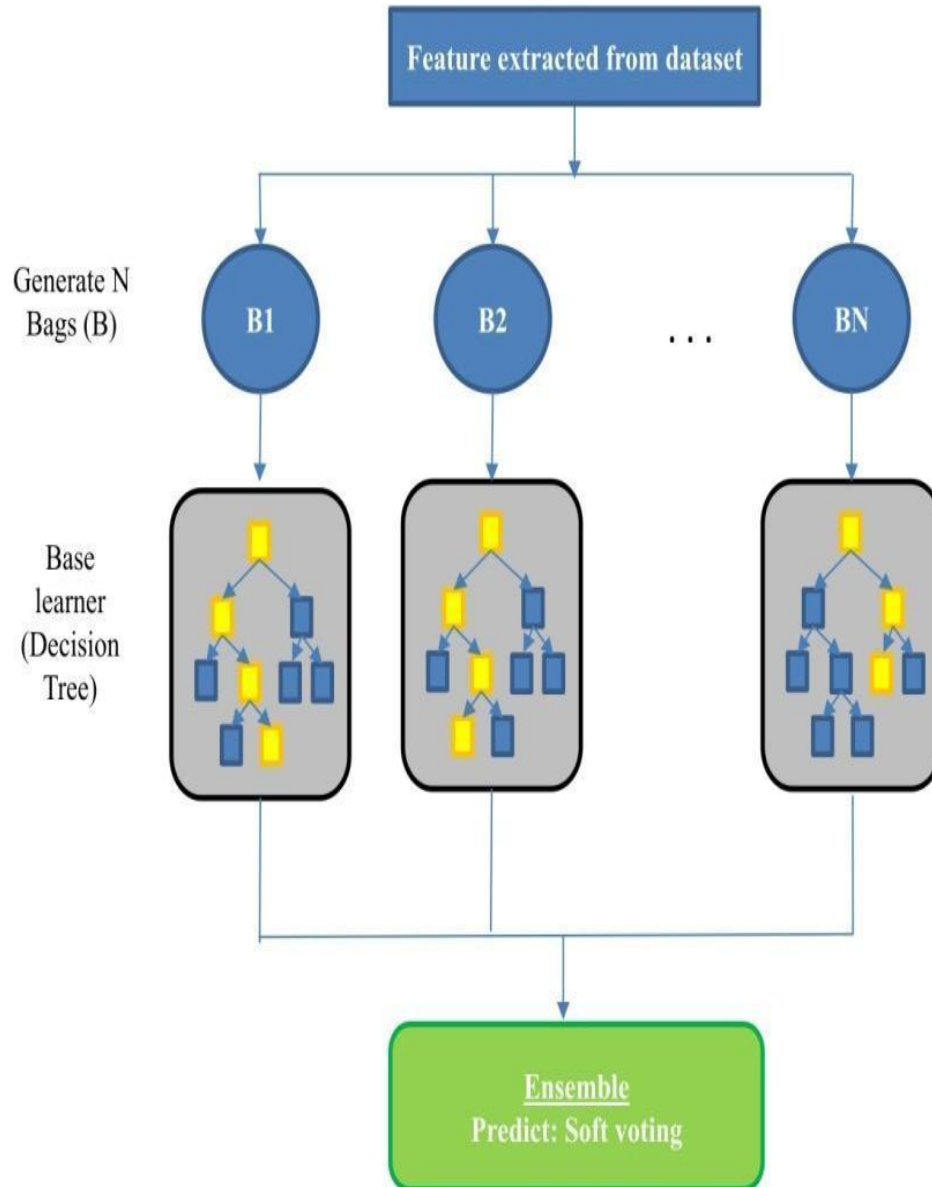 Feature extracted from dataset
Generate N
Bags (B)
B1
B2
. . .
BN
Base
learner
(Decision
Tree)
Ensemble
Predict: Soft voting